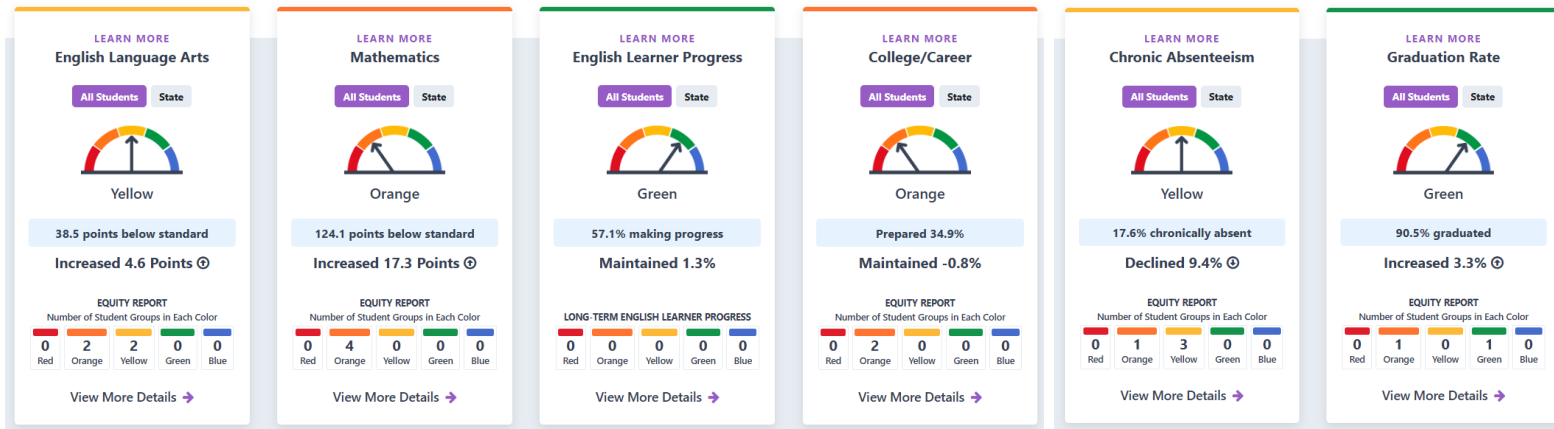 LEARN MORE
English Language Arts
All Students State
Yellow
38.5 points below standard
Increased 4.6 Points
EQUITY REPORT
Number of Student Groups in Each Color
0 2 2 0 0
Red Orange Yellow Green Blue
View More Details
LEARN MORE
Mathematics
All Students State
Orange
124.1 points below standard
Increased 17.3 Points
EQUITY REPORT
Number of Student Groups in Each Color
0 4 0 0 0
Red Orange Yellow Green Blue
View More Details
LEARN MORE
English Learner Progress
All Students State
Green
57.1% making progress
Maintained 1.3%
LONG-TERM ENGLISH LEARNER PROGRESS
0 0 0 0 0
Red Orange Yellow Green Blue
View More Details
LEARN MORE
College/Career
All Students State
Orange
Prepared 34.9%
Maintained -0.8%
EQUITY REPORT
Number of Student Groups in Each Color
0 2 0 0 0
Red Orange Yellow Green Blue
View More Details
LEARN MORE
Chronic Absenteeism
All Students State
Yellow
17.6% chronically absent
Declined 9.4%
EQUITY REPORT
Number of Student Groups in Each Color
0 1 3 0 0
Red Orange Yellow Green Blue
View More Details
LEARN MORE
Graduation Rate
All Students State
Green
90.5% graduated
Increased 3.3%
EQUITY REPORT
Number of Student Groups in Each Color
0 1 0 1 0
Red Orange Yellow Green Blue
View More Details